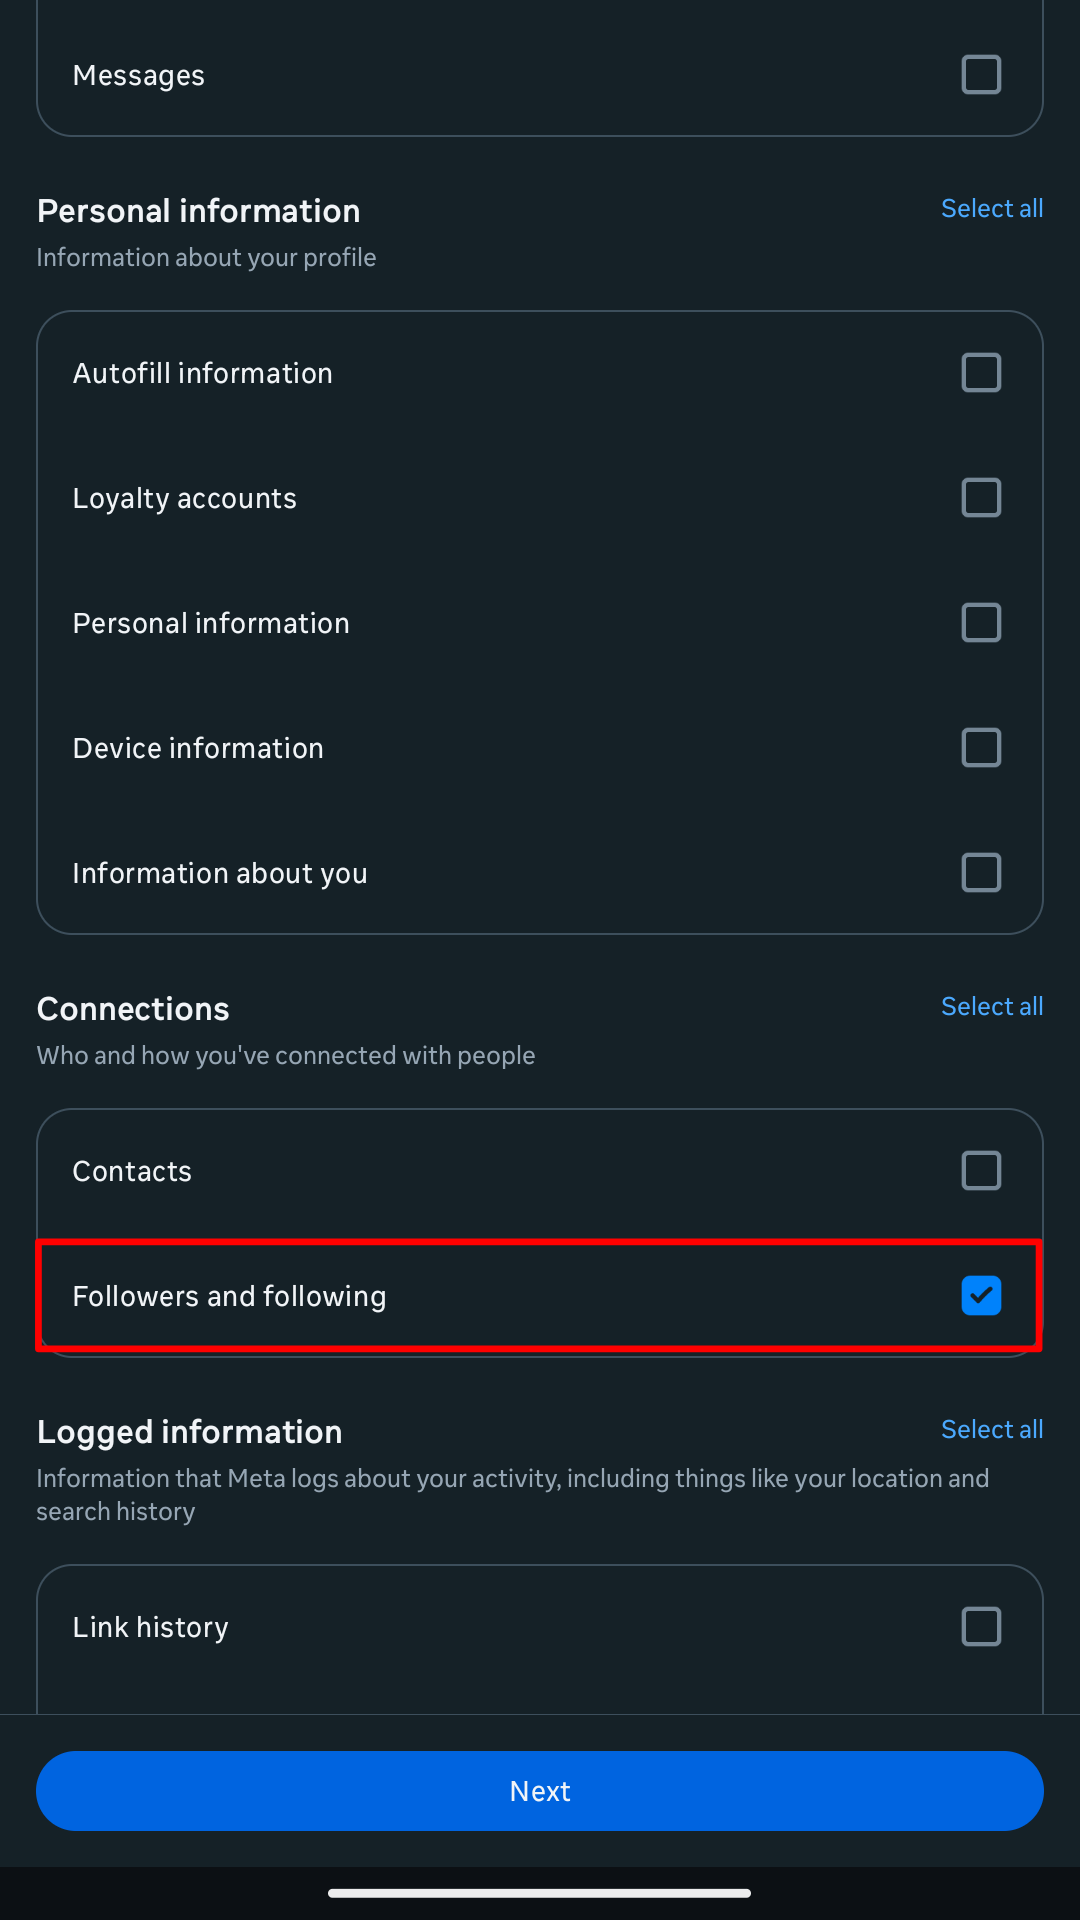 Messages
Personal information
Select all
Information about your profile
Autofill information
Loyalty accounts
Personal information
Device information
Information about you
Connections
Select all
Who and how you've connected with people
Contacts
Followers and following
Logged information
Select all
Information that Meta logs about your activity, including things like your location and
search history
Link history
Next